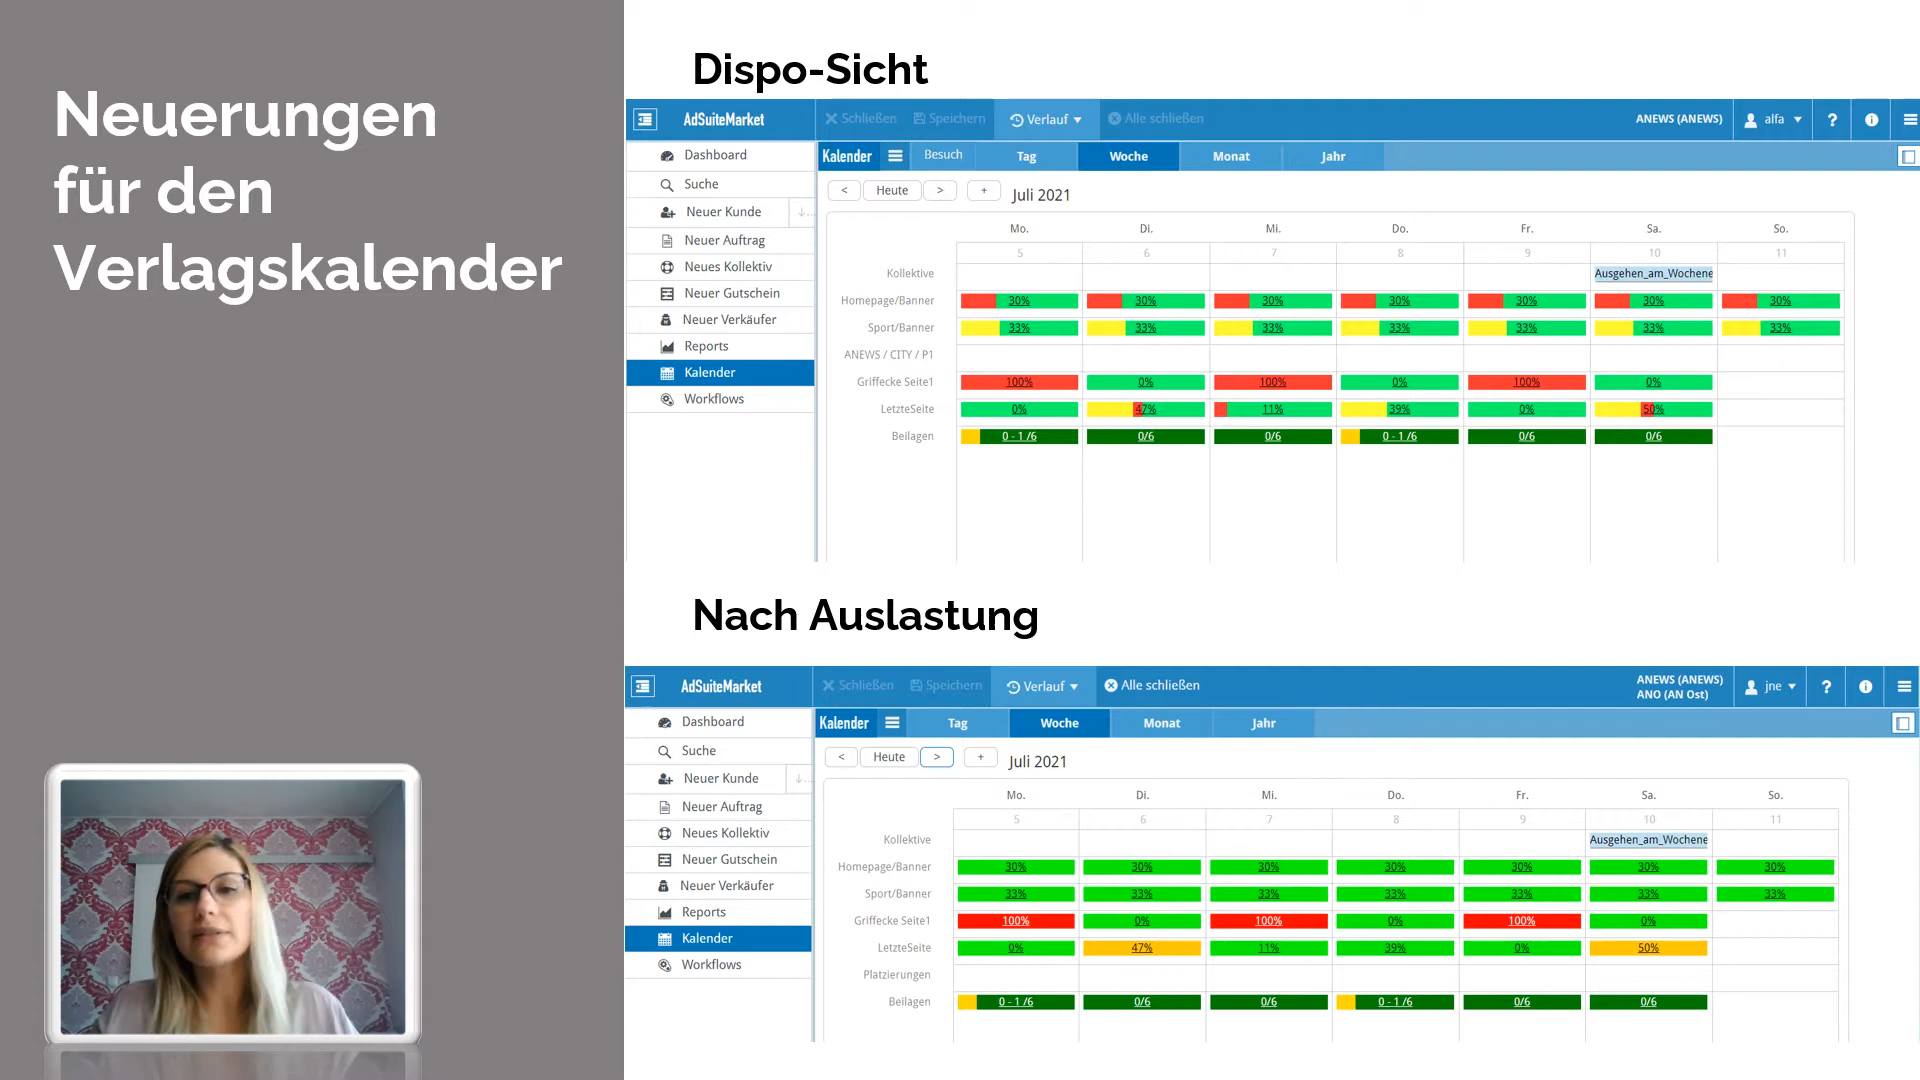 Neuerungen
für den
Verlagskalender
Dispo-Sicht
AdSuiteMarket
Schließen Speichern Verlauf Alle schließen ANEWS (ANEWS) alfa ?
Dashboard
Suche
Neuer Kunde
Neuer Auftrag
Neues Kollektiv
Neuer Gutschein
Neuer Verkäufer
Reports
Kalender
Workflows
Kalender Besuch Tag Woche Monat Jahr
< Heute > + Juli 2021
Mo. Di. Mi. Do. Fr. Sa. So.
5 6 7 8 9 10 11
Kollektive Ausgehen_am_Wochene
Homepage/Banner 30% 30% 30% 30% 30% 30% 30%
Sport/Banner 33% 33% 33% 33% 33% 33% 33%
ANEWS / CITY / P1
Griffecke Seite1 100% 0% 100% 0% 100% 0%
LetzteSeite 0% 47% 11% 39% 0% 50%
Beilagen 0 - 1 /6 0/6 0/6 0 - 1 /6 0/6 0/6
Nach Auslastung
AdSuiteMarket
Schließen Speichern Verlauf Alle schließen ANEWS (ANEWS) jne ?
ANO (AN Ost)
Dashboard
Suche
Neuer Kunde
Neuer Auftrag
Neues Kollektiv
Neuer Gutschein
Neuer Verkäufer
Reports
Kalender
Workflows
Kalender Tag Woche Monat Jahr
< Heute > + Juli 2021
Mo. Di. Mi. Do. Fr. Sa. So.
5 6 7 8 9 10 11
Kollektive Ausgehen_am_Wochene
Homepage/Banner 30% 30% 30% 30% 30% 30% 30%
Sport/Banner 33% 33% 33% 33% 33% 33% 33%
Griffecke Seite1 100% 0% 100% 0% 100% 0%
LetzteSeite 0% 47% 11% 39% 0% 50%
Platzierungen
Beilagen 0 - 1 /6 0/6 0/6 0 - 1 /6 0/6 0/6